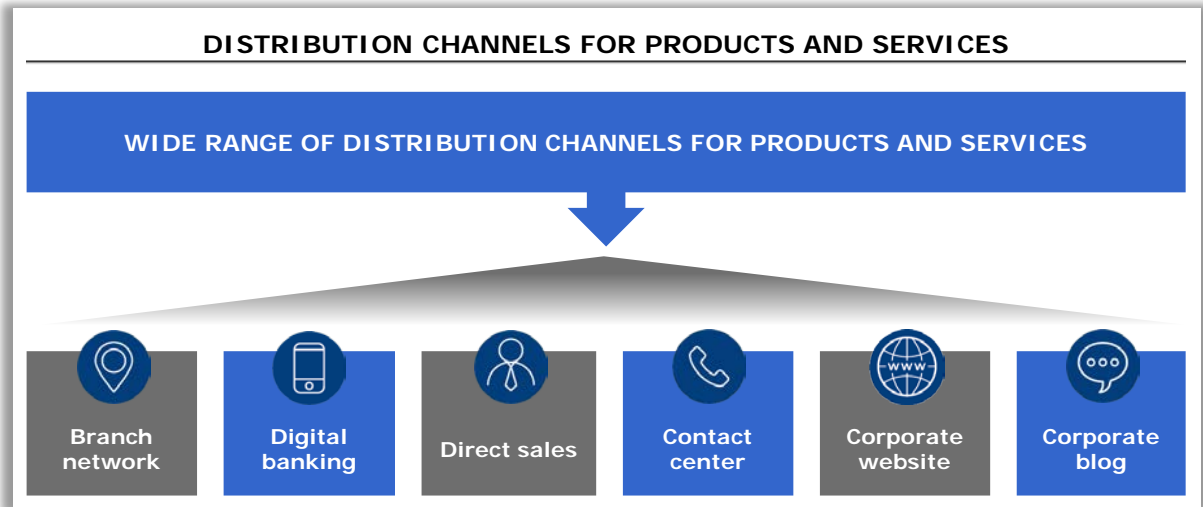 DISTRIBUTION CHANNELS FOR PRODUCTS AND SERVICES
WIDE RANGE OF DISTRIBUTION CHANNELS FOR PRODUCTS AND SERVICES
Branch
network
Digital
banking
Direct sales
Contact
center
WWW
Corporate
website
Corporate
blog